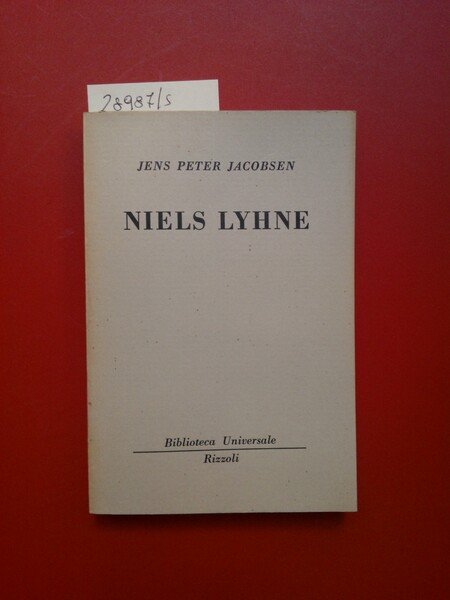 28987/s
JENS PETER JACOBSEN
NIELS LYHNE
Biblioteca Universale
Rizzoli